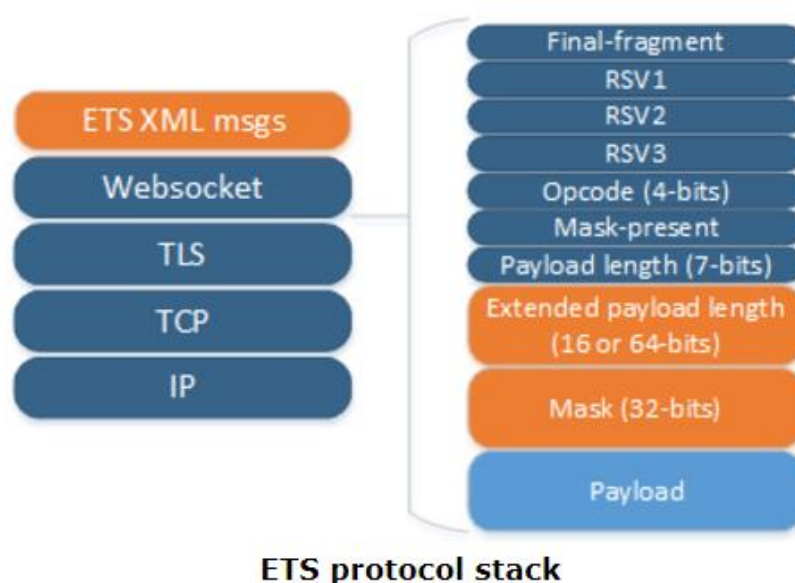 ETS XML msgs
Websocket
TLS
TCP
IP
Final-fragment
RSV1
RSV2
RSV3
Opcode (4-bits)
Mask-present
Payload length (7-bits)
Extended payload length
(16 or 64-bits)
Mask (32-bits)
Payload
ETS protocol stack